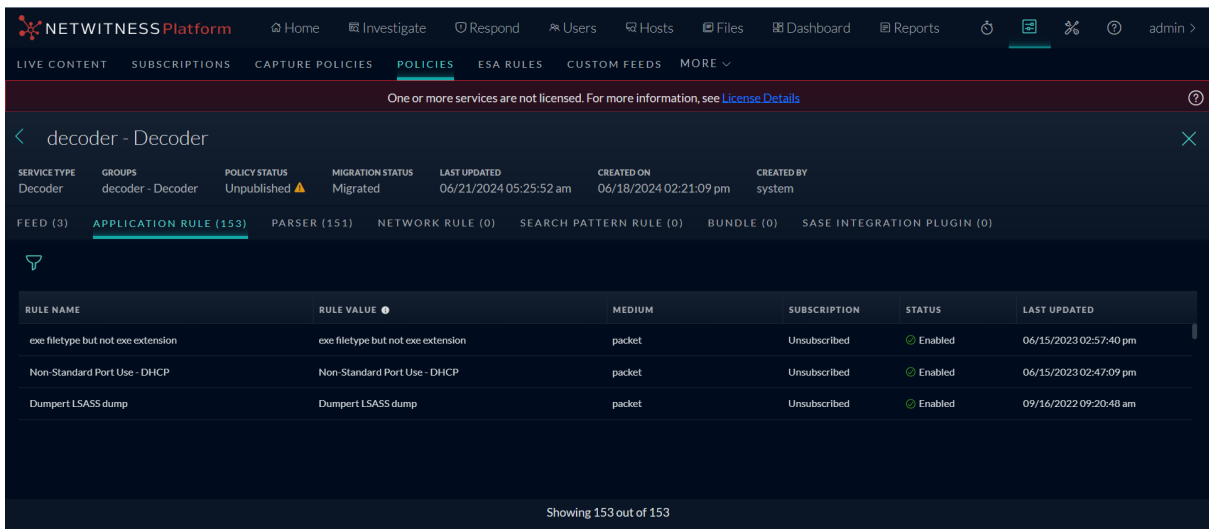 NETWITNESS Platform Home Investigate Respond Users Hosts Files Dashboard Reports admin >
LIVE CONTENT SUBSCRIPTIONS CAPTURE POLICIES POLICIES ESA RULES CUSTOM FEEDS MORE
One or more services are not licensed. For more information, see License Details
decoder - Decoder
SERVICE TYPE GROUPS POLICY STATUS MIGRATION STATUS LAST UPDATED CREATED ON CREATED BY
Decoder decoder - Decoder Unpublished Migrated 06/21/2024 05:25:52 am 06/18/2024 02:21:09 pm system
FEED (3) APPLICATION RULE (153) PARSER (151) NETWORK RULE (0) SEARCH PATTERN RULE (0) BUNDLE (0) SASE INTEGRATION PLUGIN (0)
RULE NAME RULE VALUE MEDIUM SUBSCRIPTION STATUS LAST UPDATED
exe filetype but not exe extension exe filetype but not exe extension packet Unsubscribed Enabled 06/15/2023 02:57:40 pm
Non-Standard Port Use - DHCP Non-Standard Port Use - DHCP packet Unsubscribed Enabled 06/15/2023 02:47:09 pm
Dumpert LSASS dump Dumpert LSASS dump packet Unsubscribed Enabled 09/16/2022 09:20:48 am
Showing 153 out of 153